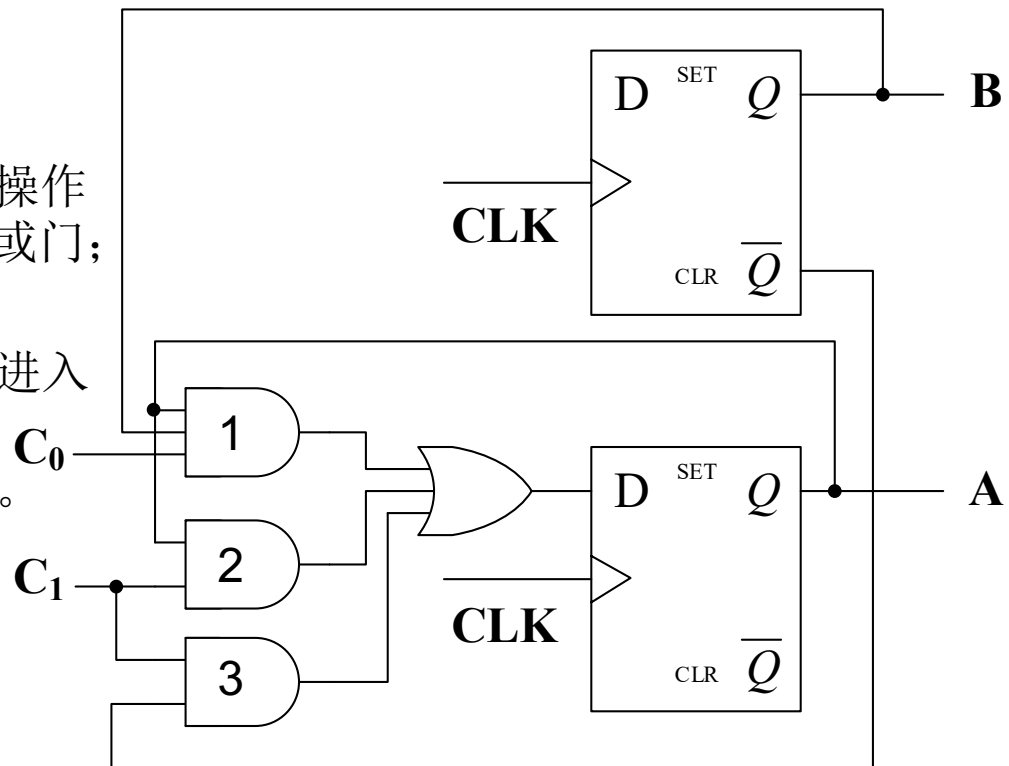 D SET Q B
操作
CLK
或门；
CLR Q̅
进入
1
C₀
D SET Q A
。
2
C₁
CLK
3
CLR Q̅